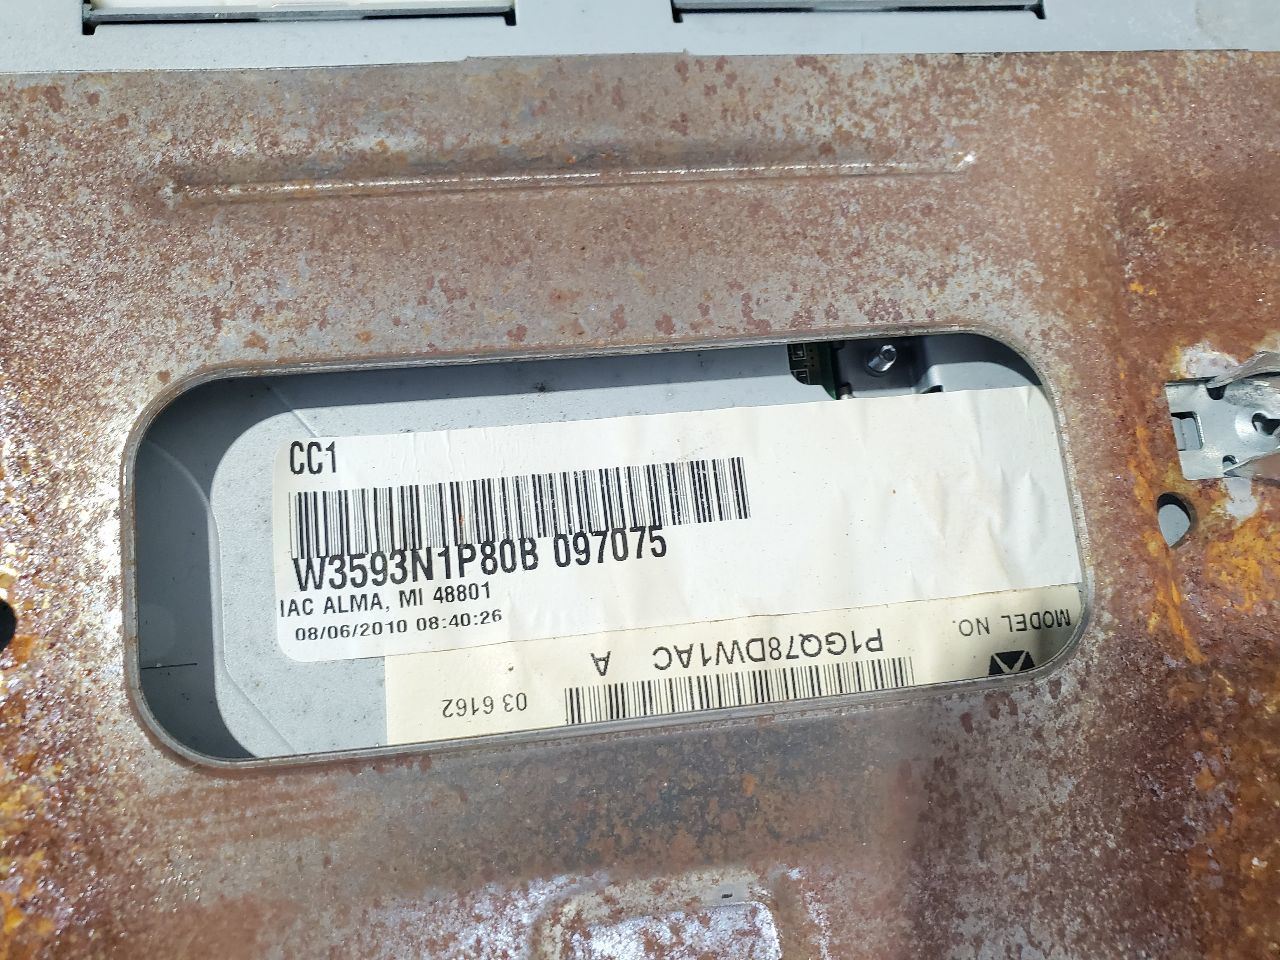 CC1
W3593N1P80B 097075
IAC ALMA, MI 48801
08/06/2010 08:40:26
MODEL NO.
P1GQ78DW1AC A
03 6162